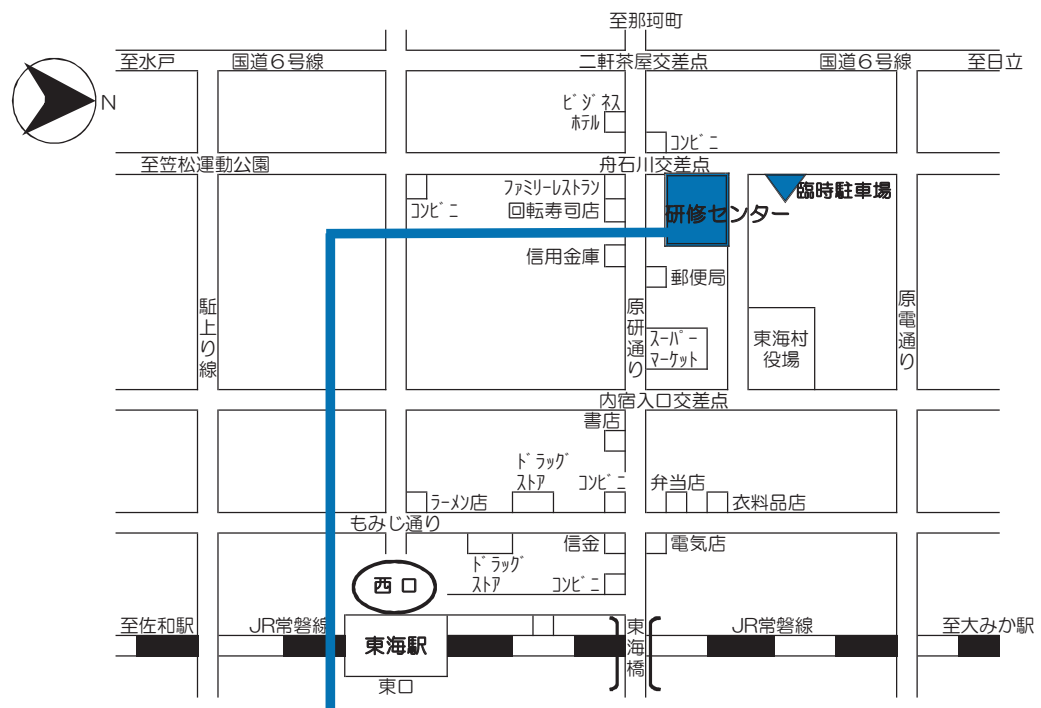 至那珂町
至水戸
国道6号線
二軒茶屋交差点
国道6号線
至日立
N
ビジネス
ホテル
コンビニ
至笠松運動公園
舟石川交差点
ファミリーレストラン
回転寿司店
コンビニ
研修センター
臨時駐車場
信用金庫
郵便局
駈上り線
原研通り
原電通り
スーパー
マーケット
東海村
役場
内宿入口交差点
書店
ドラッグ
ストア
コンビニ
弁当店
ラーメン店
衣料品店
もみじ通り
信金
電気店
ドラッグ
ストア
コンビニ
西口
至佐和駅
JR常磐線
東海駅
東海橋
JR常磐線
至大みか駅
東口